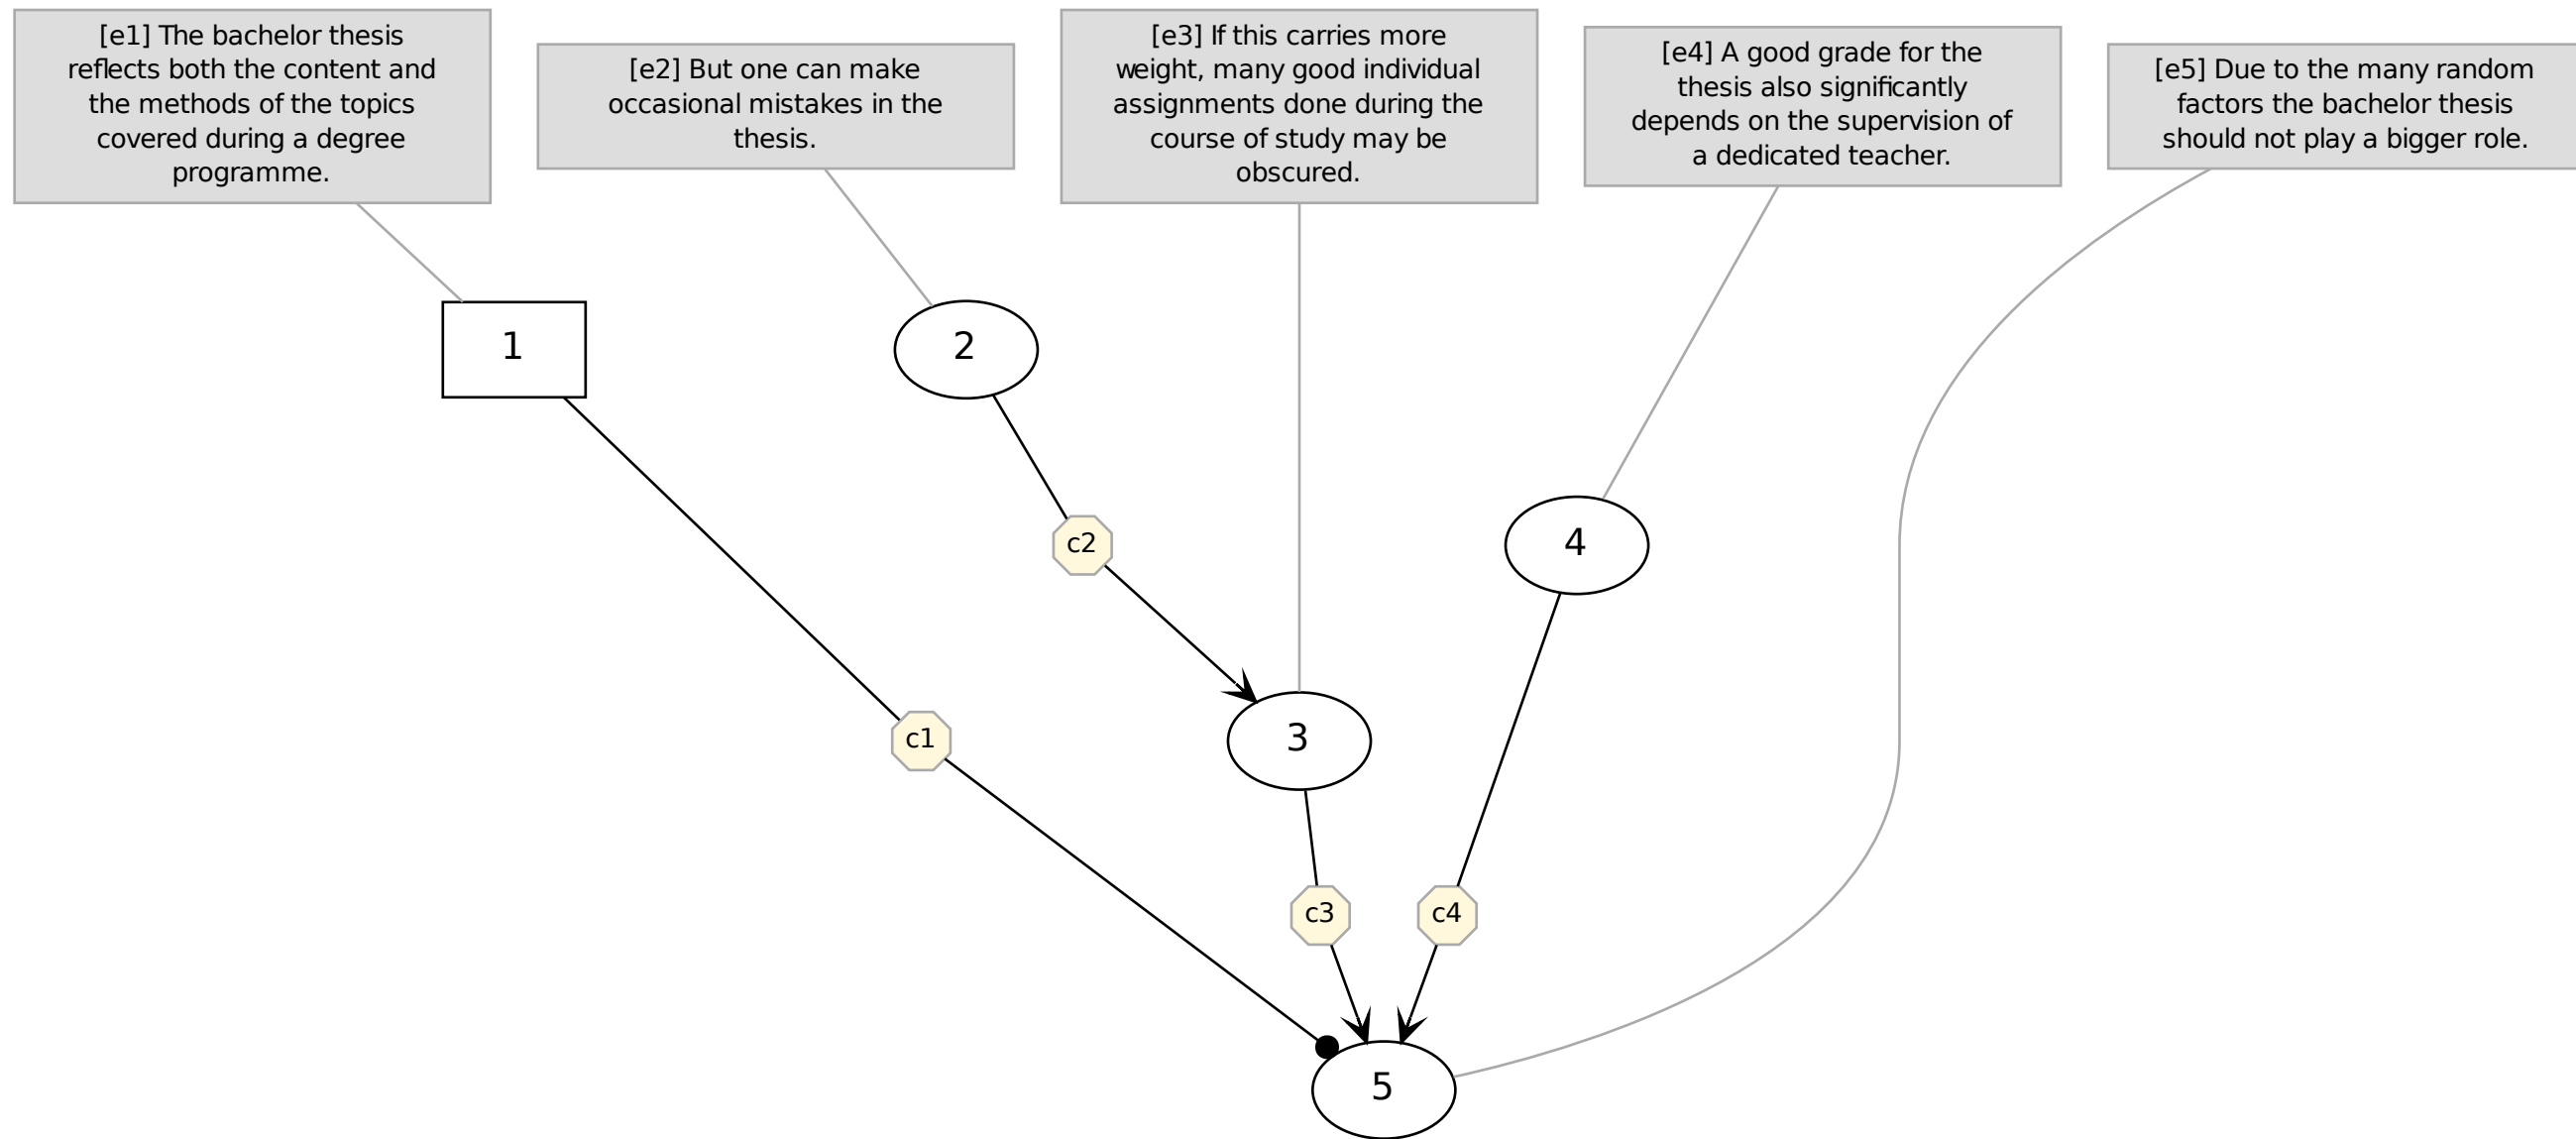 [e1] The bachelor thesis
reflects both the content and
the methods of the topics
covered during a degree
programme.
[e2] But one can make
occasional mistakes in the
thesis.
[e3] If this carries more
weight, many good individual
assignments done during the
course of study may be
obscured.
[e4] A good grade for the
thesis also significantly
depends on the supervision of
a dedicated teacher.
[e5] Due to the many random
factors the bachelor thesis
should not play a bigger role.
1
2
c2
4
c1
3
c3
c4
5